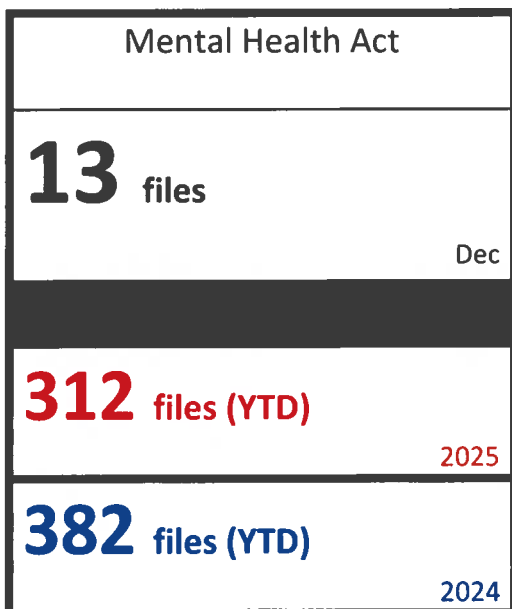 Mental Health Act
13 files
Dec
312 files (YTD)
2025
382 files (YTD)
2024